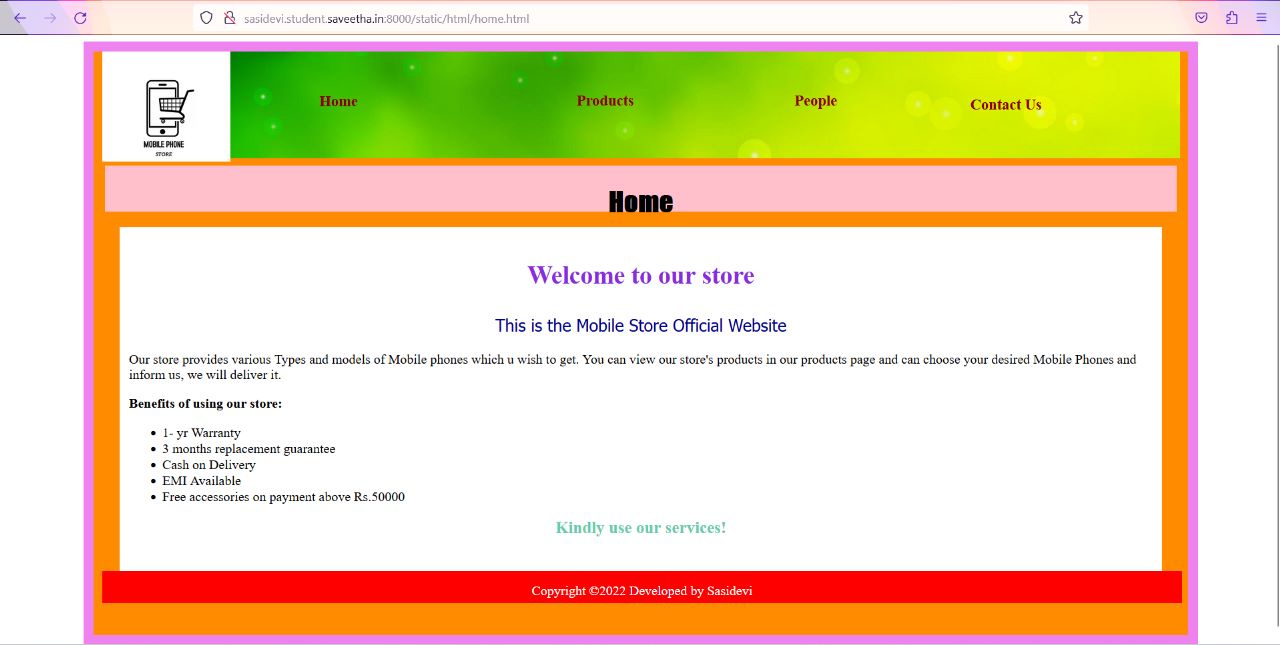 sasidevi.student.saveetha.in:8000/static/html/home.html
MOBILE PHONE
STORE
Home Products People Contact Us
Home
Welcome to our store
This is the Mobile Store Official Website
Our store provides various Types and models of Mobile phones which u wish to get. You can view our store's products in our products page and can choose your desired Mobile Phones and
inform us, we will deliver it.
Benefits of using our store:
• 1- yr Warranty
• 3 months replacement guarantee
• Cash on Delivery
• EMI Available
• Free accessories on payment above Rs.50000
Kindly use our services!
Copyright ©2022 Developed by Sasidevi